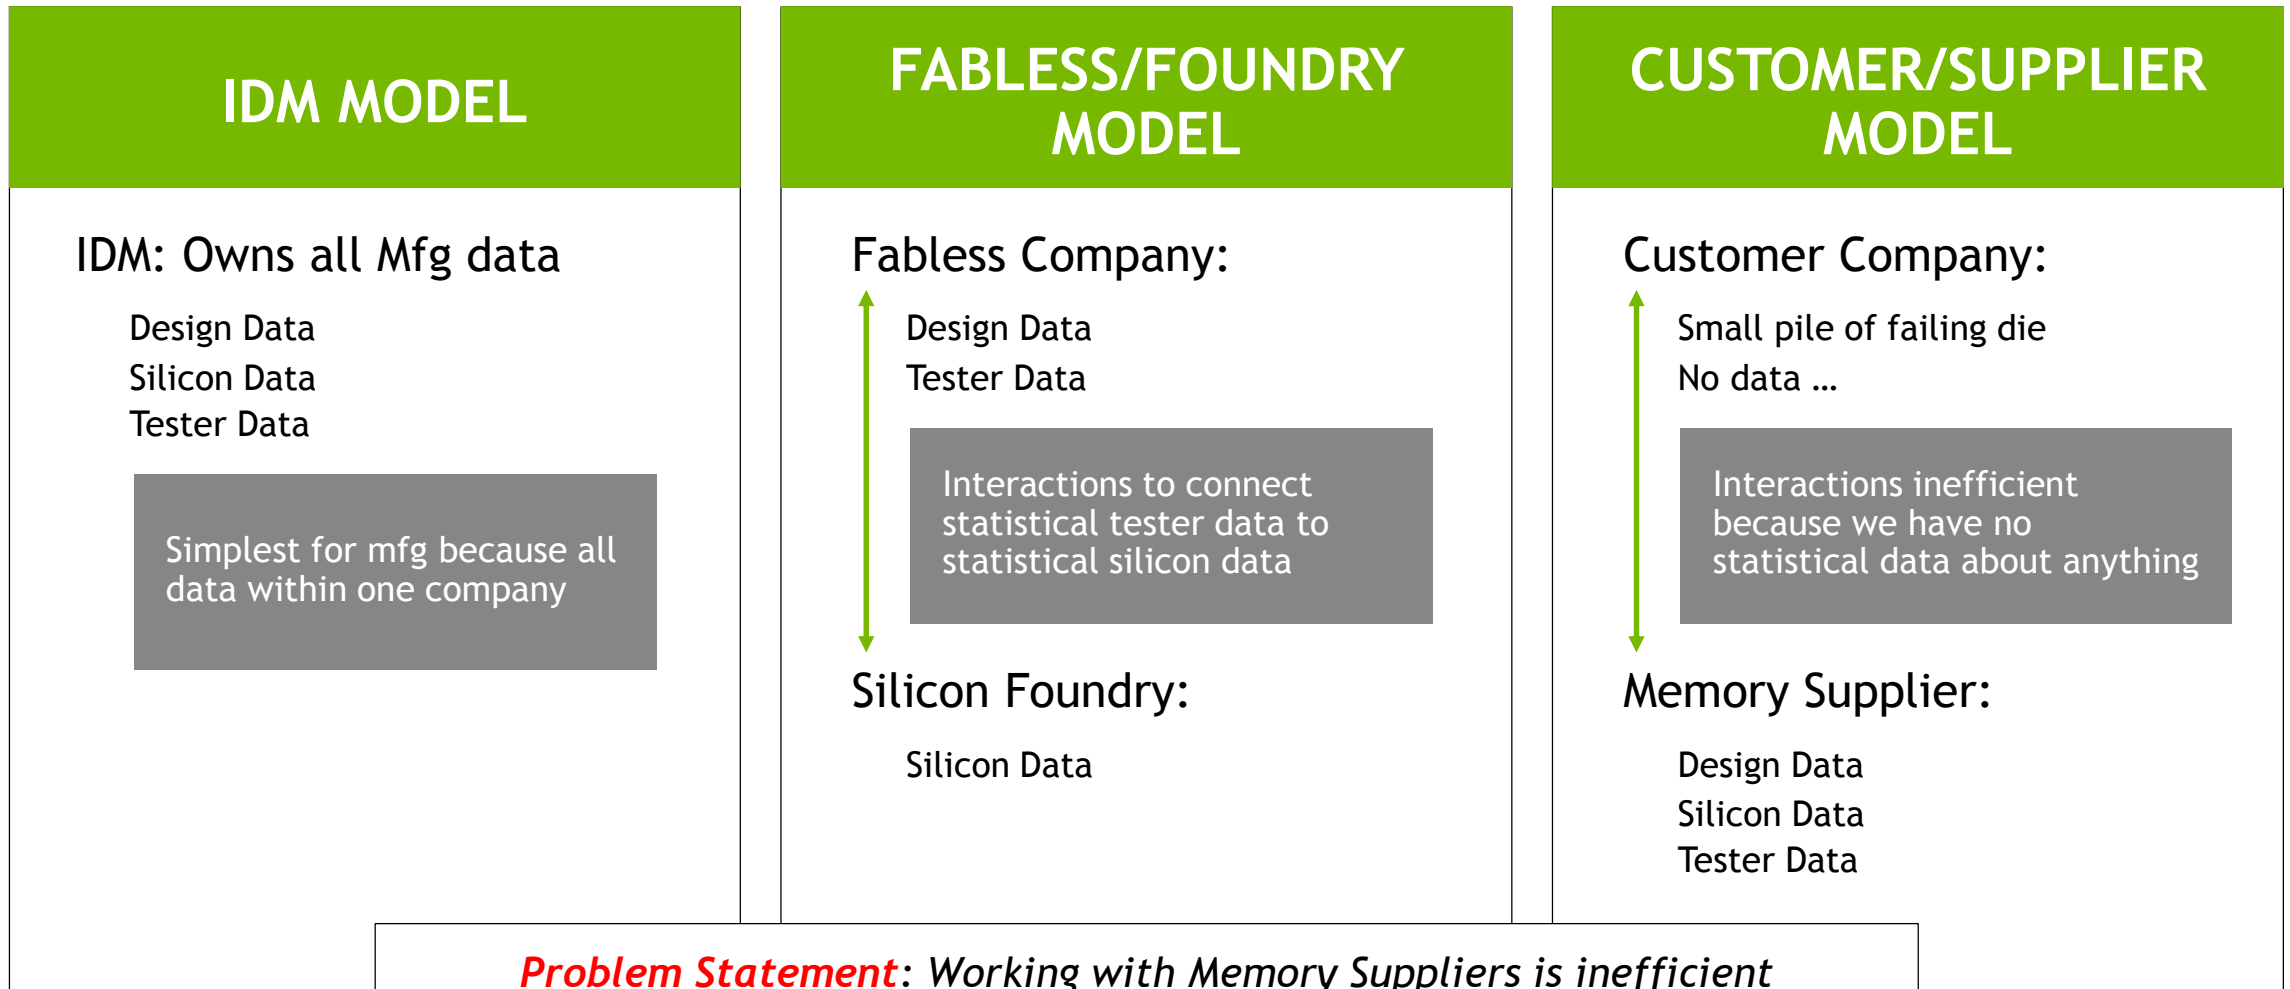 IDM MODEL
IDM: Owns all Mfg data
Design Data
Silicon Data
Tester Data
Simplest for mfg because all
data within one company
FABLESS/FOUNDRY
MODEL
Fabless Company:
Design Data
Tester Data
Interactions to connect
statistical tester data to
statistical silicon data
Silicon Foundry:
Silicon Data
CUSTOMER/SUPPLIER
MODEL
Customer Company:
Small pile of failing die
No data …
Interactions inefficient
because we have no
statistical data about anything
Memory Supplier:
Design Data
Silicon Data
Tester Data
Problem Statement: Working with Memory Suppliers is inefficient